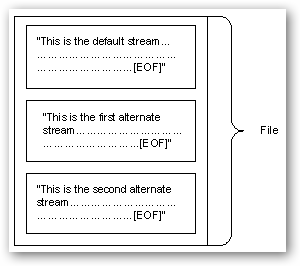 "This is the default stream…
……………………………………
…………………………[EOF]"
"This is the first alternate
stream……………………………
…………………………[EOF]"
File
"This is the second alternate
stream……………………………
…………………………[EOF]"